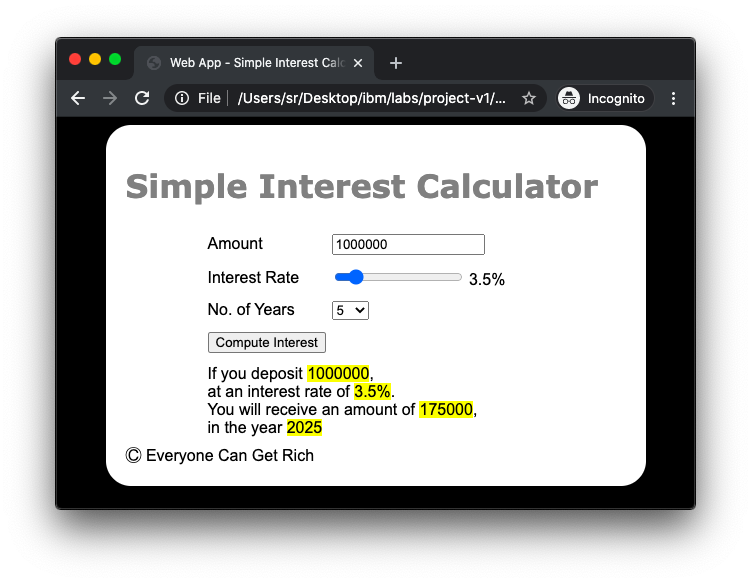 Web App - Simple Interest Calc
File /Users/sr/Desktop/ibm/labs/project-v1/... Incognito
Simple Interest Calculator
Amount 1000000
Interest Rate 3.5%
No. of Years 5
Compute Interest
If you deposit 1000000,
at an interest rate of 3.5%.
You will receive an amount of 175000,
in the year 2025
© Everyone Can Get Rich